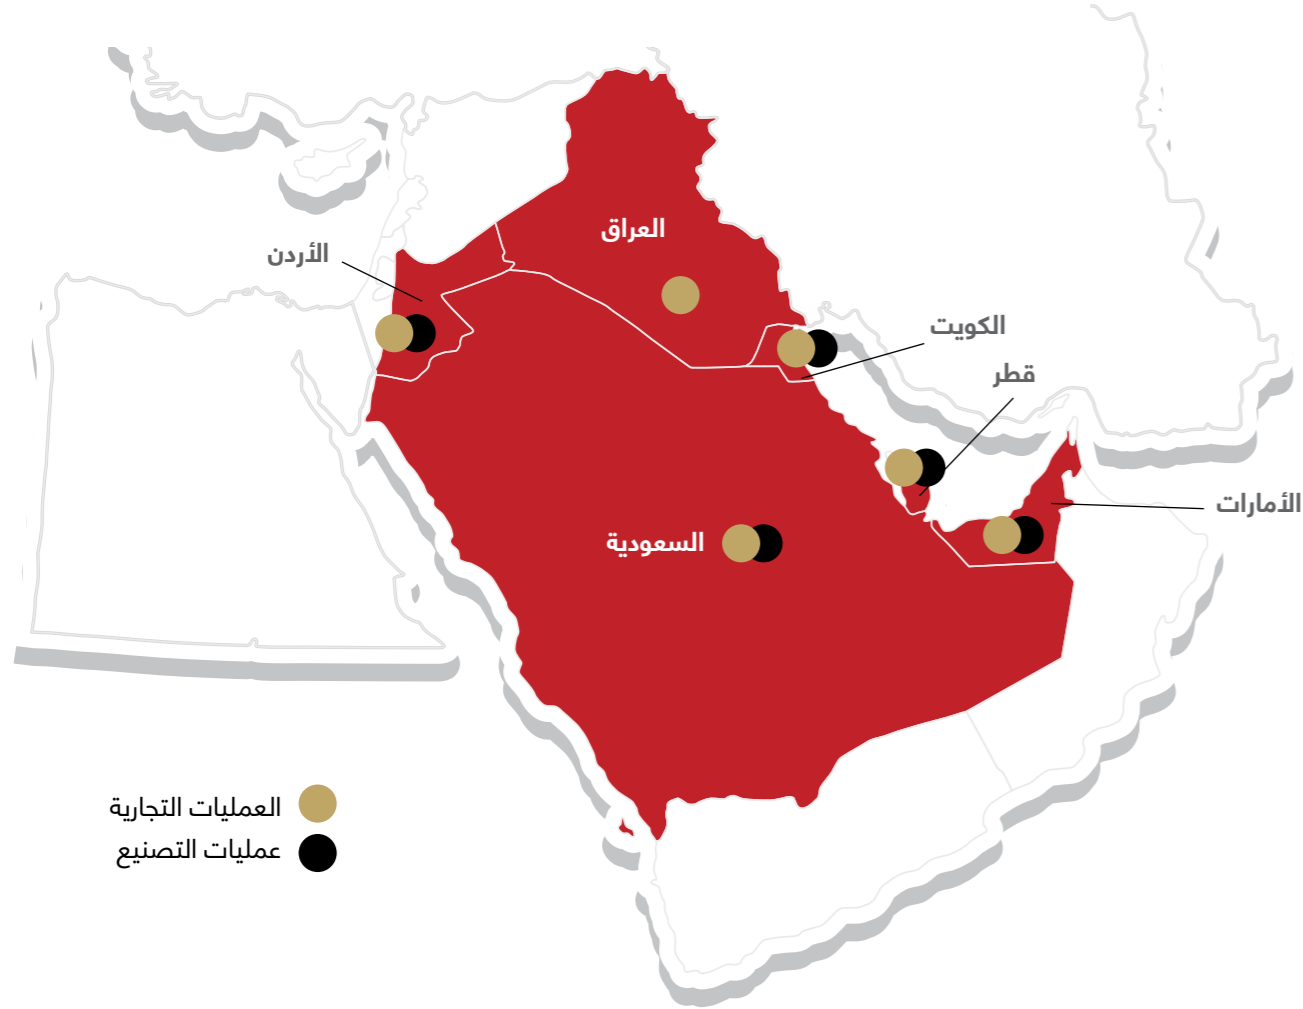 العراق
الأردن
الكويت
قطر
الأمارات
السعودية
العمليات التجارية
عمليات التصنيع